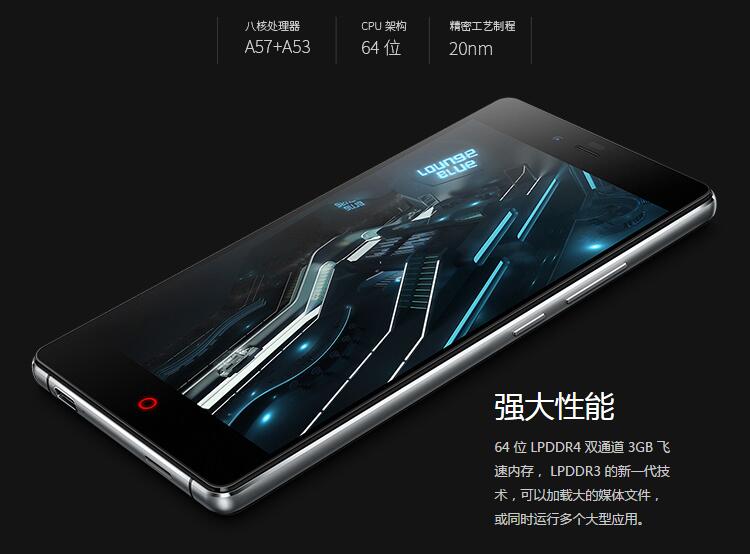 八核处理器 CPU 架构 精密工艺制程
A57+A53 64 位 20nm
LOUNGE
BLUE
强大性能
64 位 LPDDR4 双通道 3GB 飞
速内存， LPDDR3 的新一代技
术，可以加载大的媒体文件，
或同时运行多个大型应用。